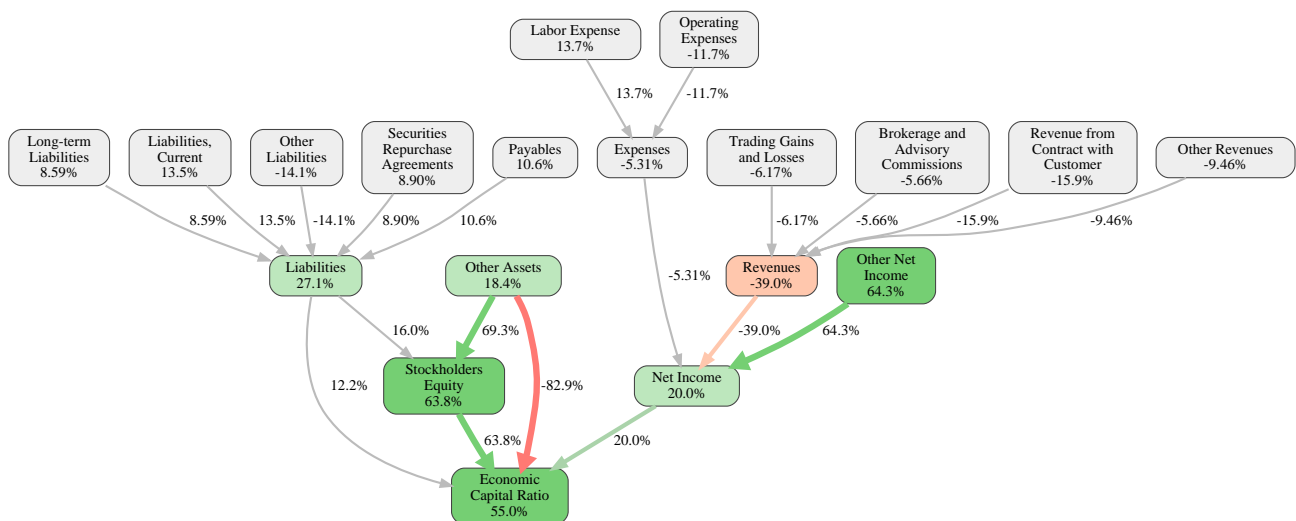 Labor Expense
13.7%
Operating
Expenses
-11.7%
13.7%
-11.7%
Long-term
Liabilities
8.59%
Liabilities,
Current
13.5%
Other
Liabilities
-14.1%
Securities
Repurchase
Agreements
8.90%
Payables
10.6%
Expenses
-5.31%
Trading Gains
and Losses
-6.17%
Brokerage and
Advisory
Commissions
-5.66%
Revenue from
Contract with
Customer
-15.9%
Other Revenues
-9.46%
8.59%
13.5%
-14.1%
8.90%
10.6%
-6.17%
-5.66%
-15.9%
-9.46%
Liabilities
27.1%
Other Assets
18.4%
-5.31%
Revenues
-39.0%
Other Net
Income
64.3%
16.0%
69.3%
-39.0%
64.3%
12.2%
Stockholders
Equity
63.8%
-82.9%
Net Income
20.0%
63.8%
20.0%
Economic
Capital Ratio
55.0%